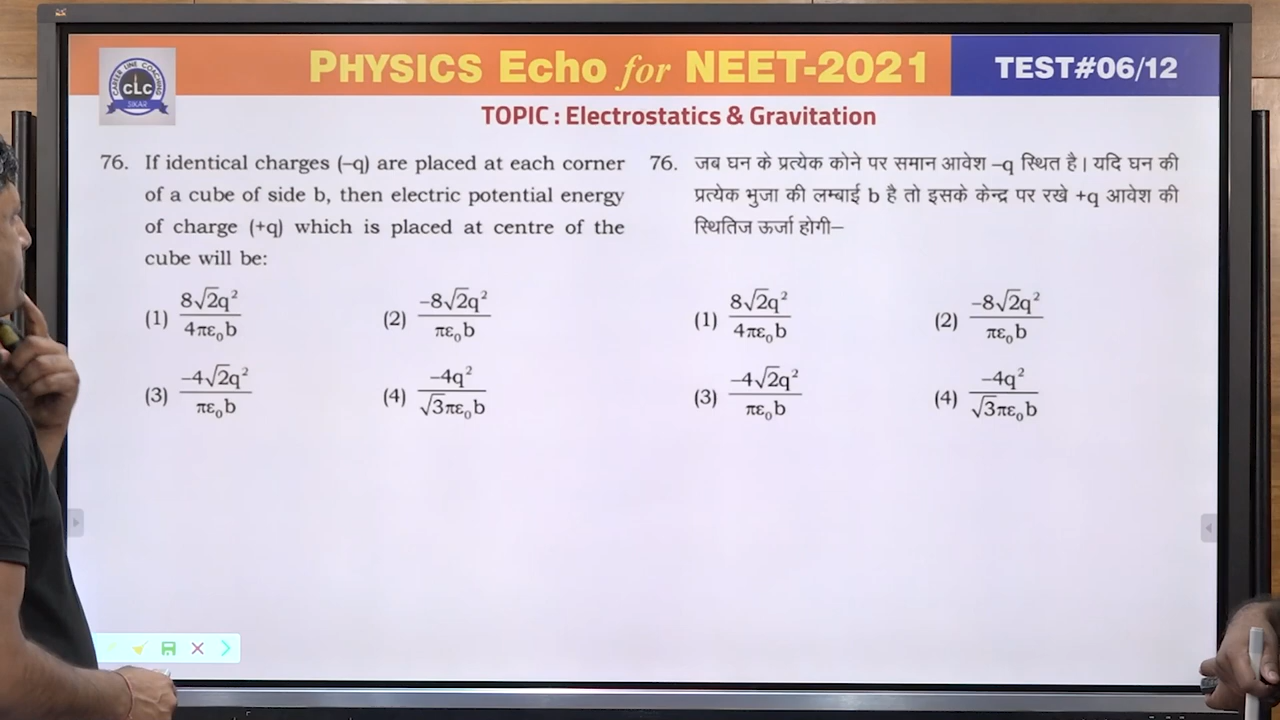 PHYSICS Echo for NEET-2021
TEST#06/12
CAREER LINE COACHING
CLC
SIKAR
TOPIC : Electrostatics & Gravitation
76. If identical charges (–q) are placed at each corner
of a cube of side b, then electric potential energy
of charge (+q) which is placed at centre of the
cube will be:
(1) 8√2q² / 4πε₀b
(2) –8√2q² / πε₀b
(3) –4√2q² / πε₀b
(4) –4q² / √3πε₀b
76. जब घन के प्रत्येक कोने पर समान आवेश –q स्थित है। यदि घन की
प्रत्येक भुजा की लम्बाई b है तो इसके केन्द्र पर रखे +q आवेश की
स्थितिज ऊर्जा होगी–
(1) 8√2q² / 4πε₀b
(2) –8√2q² / πε₀b
(3) –4√2q² / πε₀b
(4) –4q² / √3πε₀b